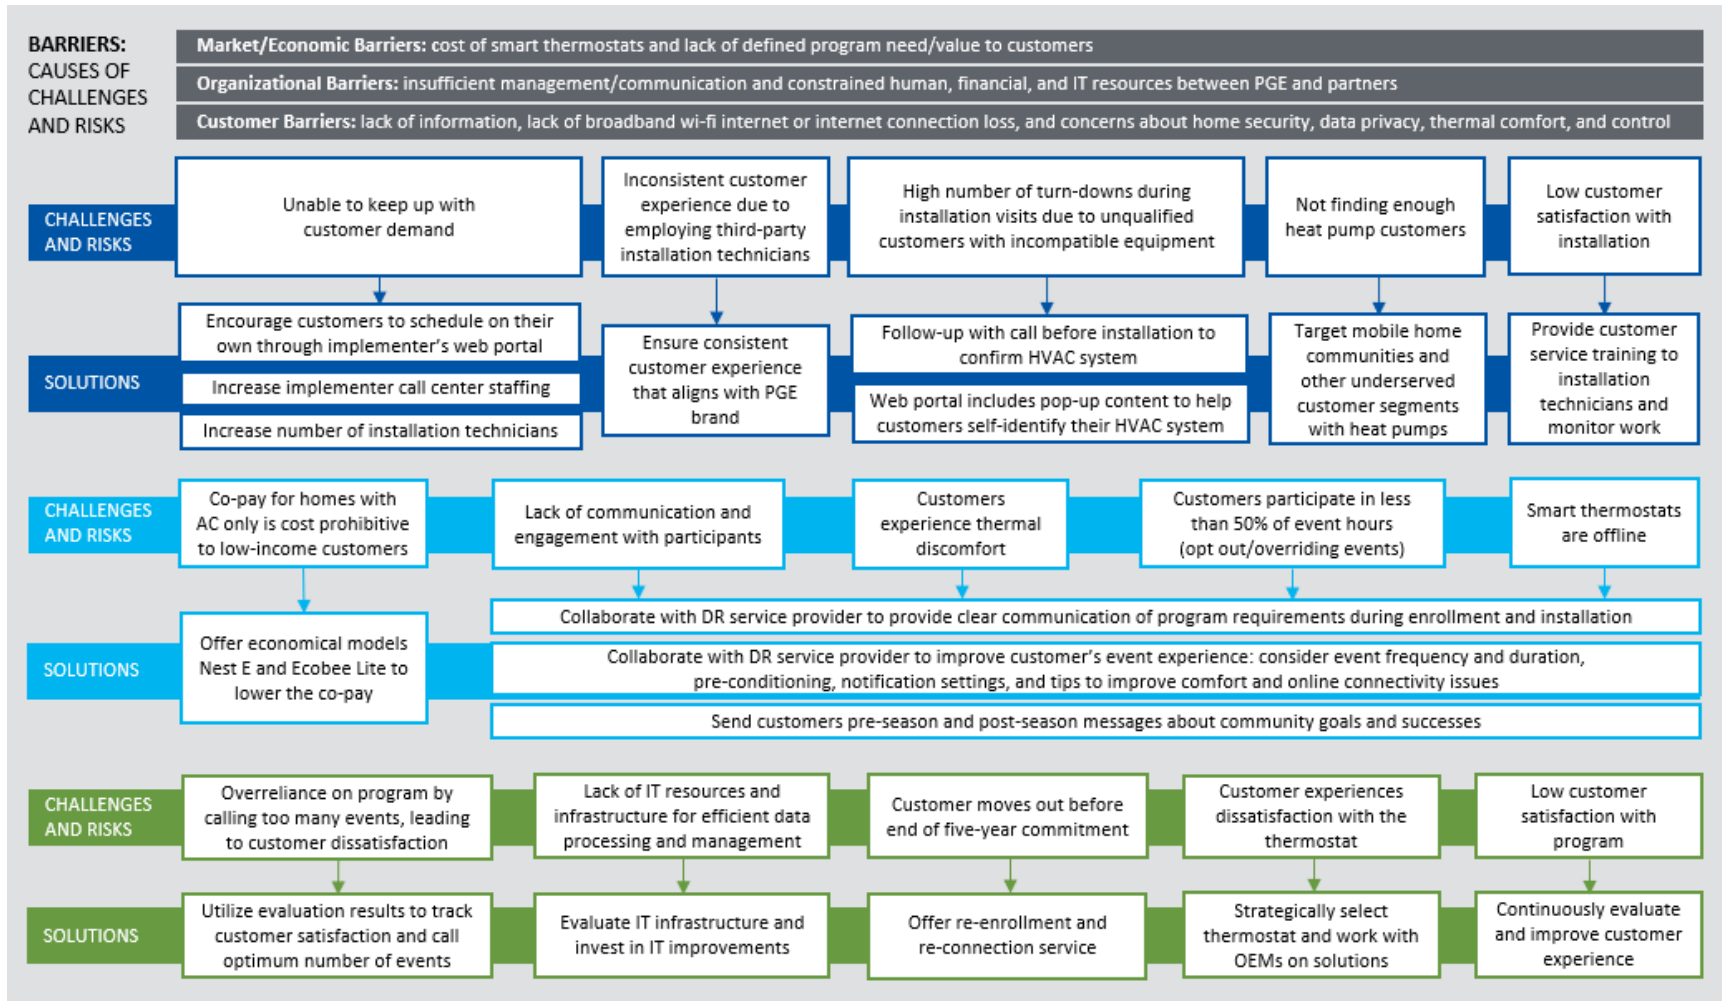 BARRIERS:
CAUSES OF
CHALLENGES
AND RISKS
Market/Economic Barriers: cost of smart thermostats and lack of defined program need/value to customers
Organizational Barriers: insufficient management/communication and constrained human, financial, and IT resources between PGE and partners
Customer Barriers: lack of information, lack of broadband wi-fi internet or internet connection loss, and concerns about home security, data privacy, thermal comfort, and control
CHALLENGES
AND RISKS
Unable to keep up with
customer demand
Inconsistent customer
experience due to
employing third-party
installation technicians
High number of turn-downs during
installation visits due to unqualified
customers with incompatible equipment
Not finding enough
heat pump customers
Low customer
satisfaction with
installation
SOLUTIONS
Encourage customers to schedule on their
own through implementer's web portal
Increase implementer call center staffing
Increase number of installation technicians
Ensure consistent
customer experience
that aligns with PGE
brand
Follow-up with call before installation to
confirm HVAC system
Web portal includes pop-up content to help
customers self-identify their HVAC system
Target mobile home
communities and
other underserved
customer segments
with heat pumps
Provide customer
service training to
installation
technicians and
monitor work
CHALLENGES
AND RISKS
Co-pay for homes with
AC only is cost prohibitive
to low-income customers
Lack of communication and
engagement with participants
Customers
experience thermal
discomfort
Customers participate in less
than 50% of event hours
(opt out/overriding events)
Smart thermostats
are offline
SOLUTIONS
Offer economical models
Nest E and Ecobee Lite to
lower the co-pay
Collaborate with DR service provider to provide clear communication of program requirements during enrollment and installation
Collaborate with DR service provider to improve customer's event experience: consider event frequency and duration,
pre-conditioning, notification settings, and tips to improve comfort and online connectivity issues
Send customers pre-season and post-season messages about community goals and successes
CHALLENGES
AND RISKS
Overreliance on program by
calling too many events, leading
to customer dissatisfaction
Lack of IT resources and
infrastructure for efficient data
processing and management
Customer moves out before
end of five-year commitment
Customer experiences
dissatisfaction with the
thermostat
Low customer
satisfaction with
program
SOLUTIONS
Utilize evaluation results to track
customer satisfaction and call
optimum number of events
Evaluate IT infrastructure and
invest in IT improvements
Offer re-enrollment and
re-connection service
Strategically select
thermostat and work with
OEMs on solutions
Continuously evaluate
and improve customer
experience